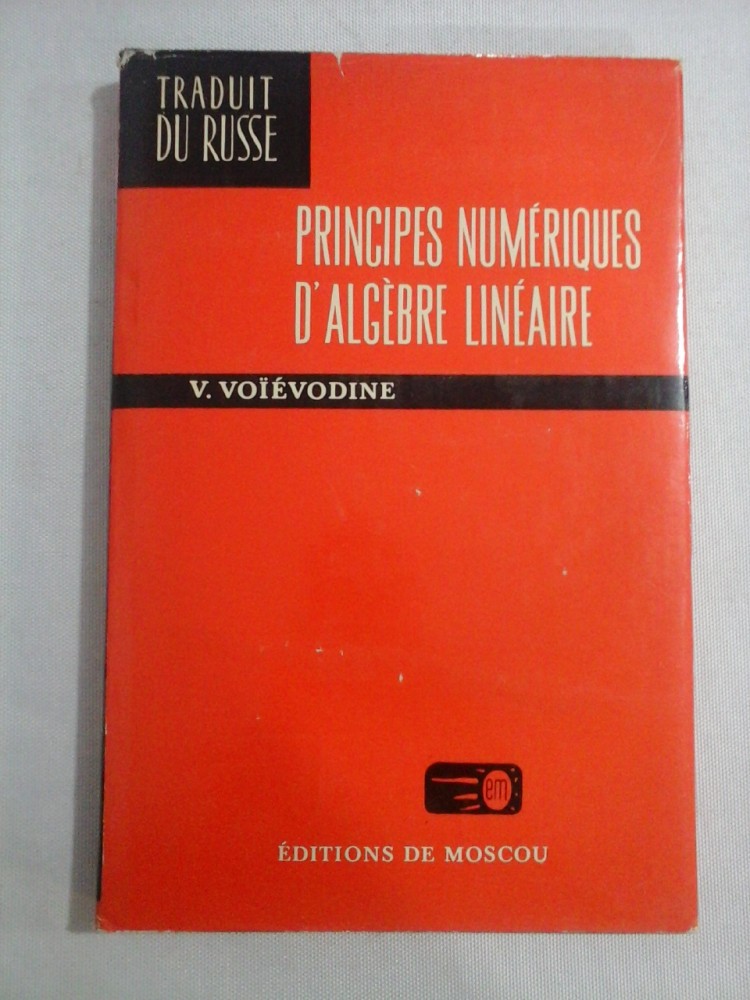 TRADUIT
DU RUSSE
PRINCIPES NUMÉRIQUES
D'ALGÈBRE LINÉAIRE
V. VOÏÉVODINE
em
ÉDITIONS DE MOSCOU